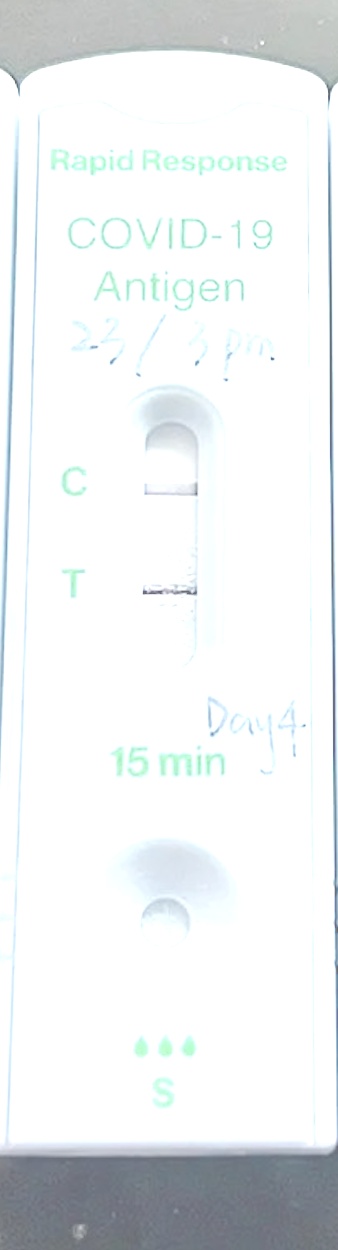 Rapid Response
COVID-19
Antigen
23/3pm
C
T
Day4
15 min
S